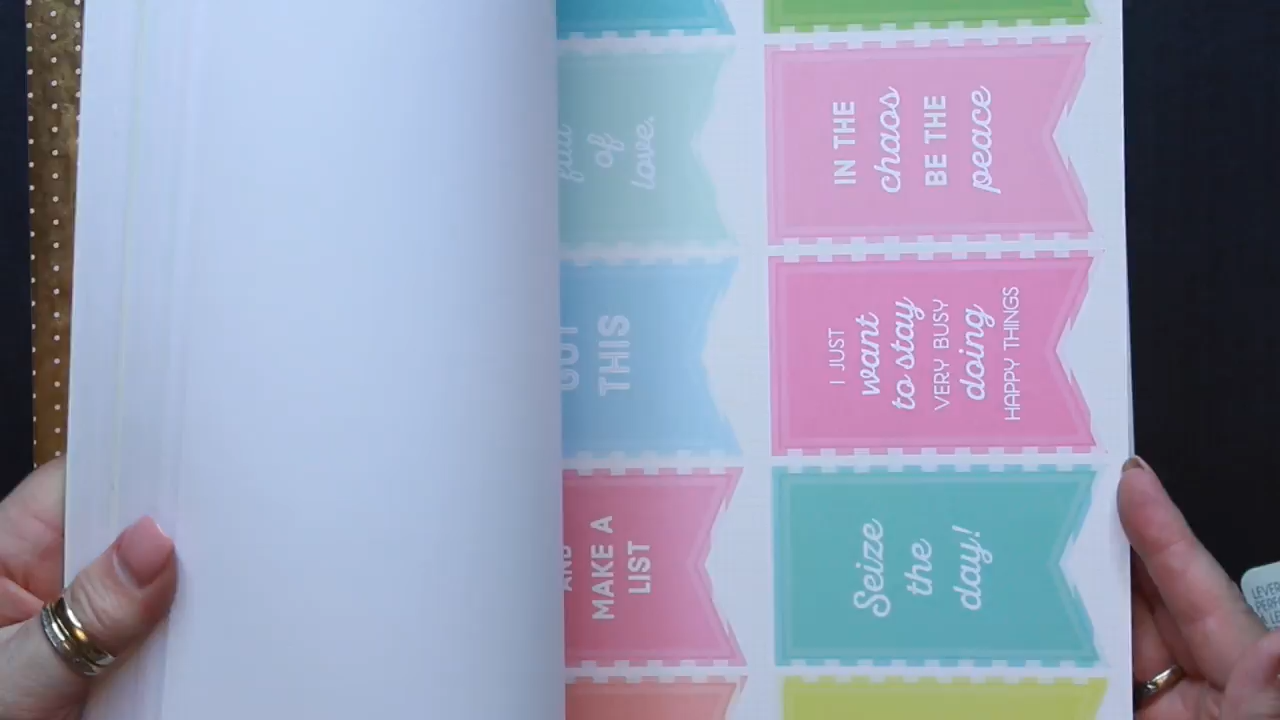 of
love.
THIS
MAKE A
LIST
IN THE
chaos
BE THE
peace
I JUST
want
to stay
VERY BUSY
doing
HAPPY THINGS
Seize
the
day!